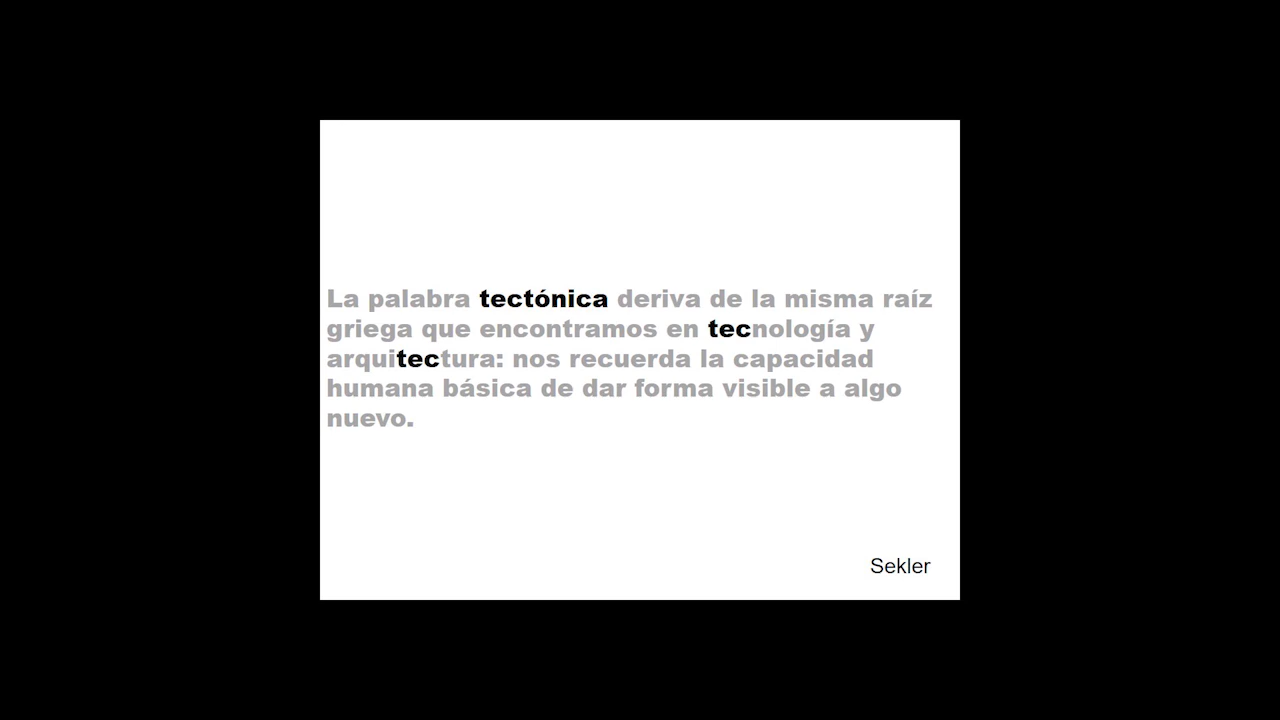 La palabra tectónica deriva de la misma raíz
griega que encontramos en tecnología y
arquitectura: nos recuerda la capacidad
humana básica de dar forma visible a algo
nuevo.
Sekler